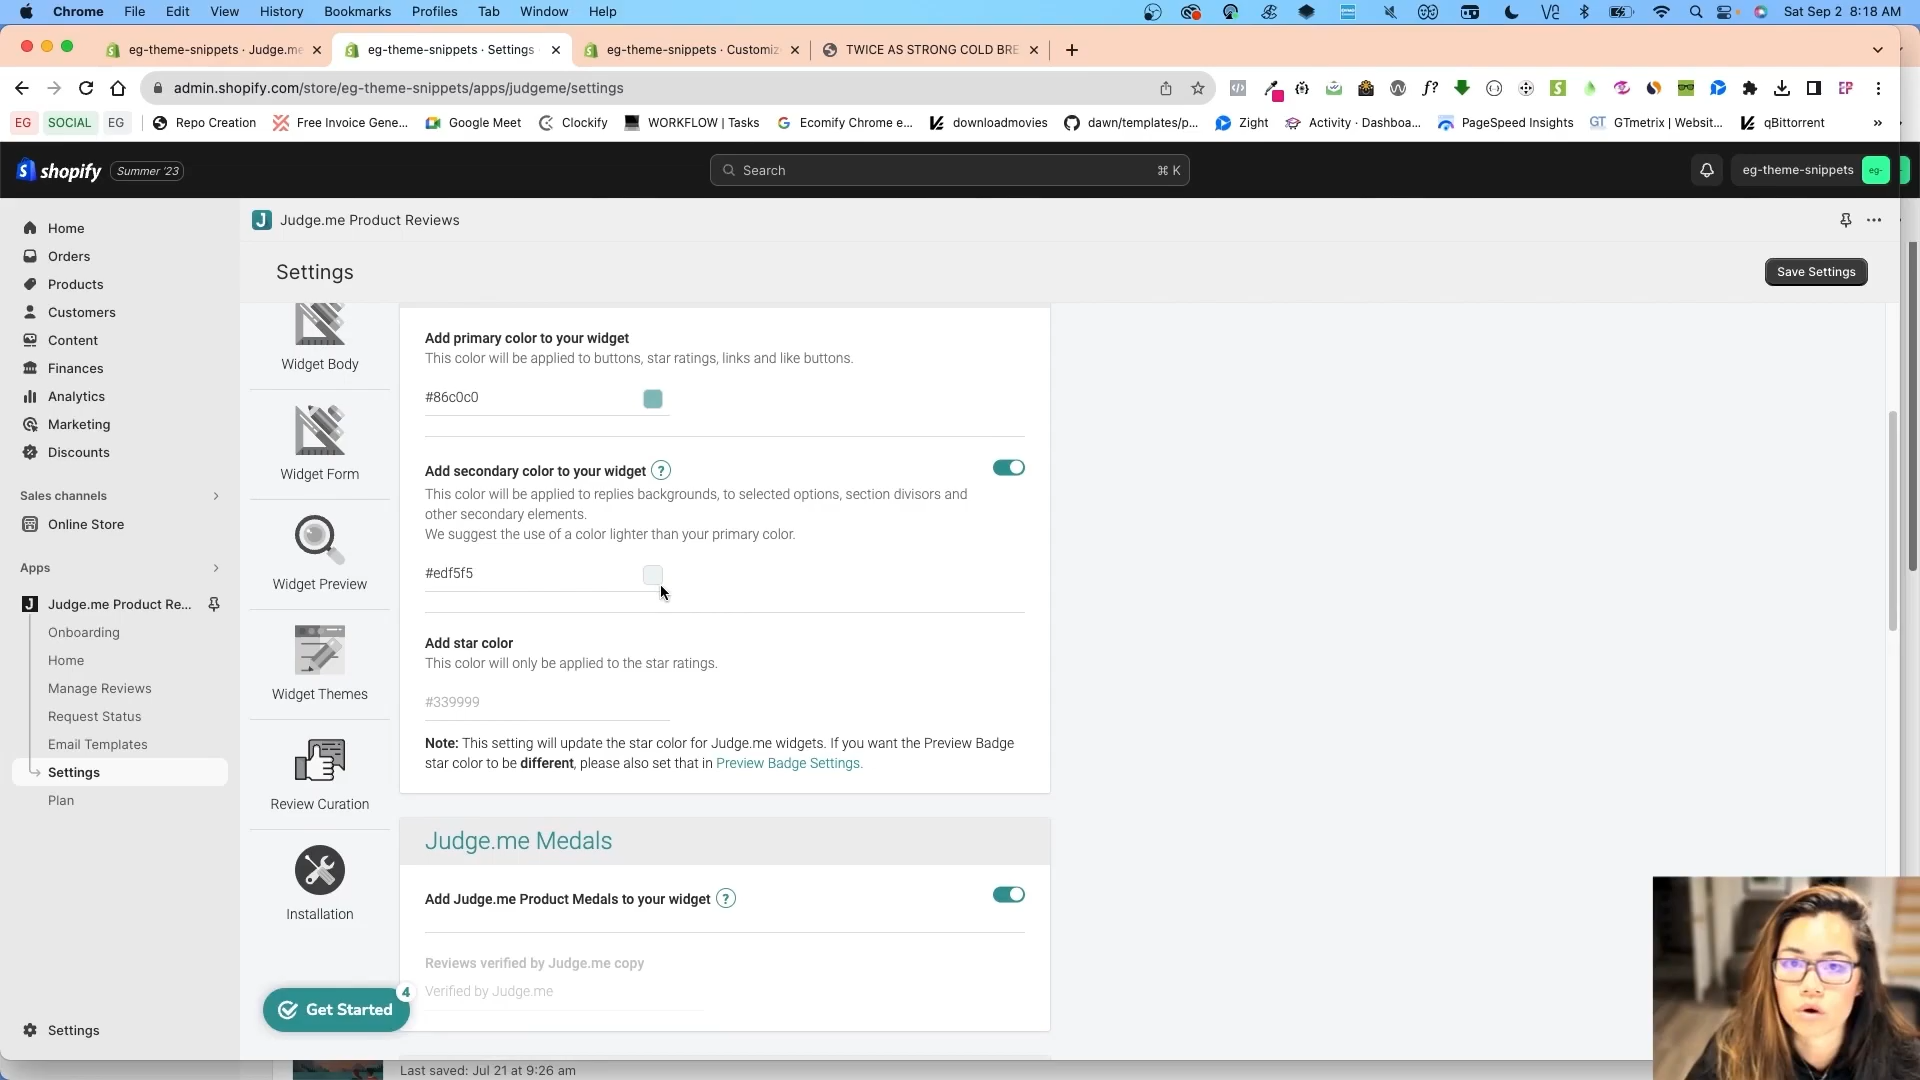 Chrome File Edit View History Bookmarks Profiles Tab Window Help Sat Sep 2 8:18 AM
eg-theme-snippets · Judge.me eg-theme-snippets · Settings eg-theme-snippets · Customiz TWICE AS STRONG COLD BRE
admin.shopify.com/store/eg-theme-snippets/apps/judgeme/settings
EG SOCIAL EG Repo Creation Free Invoice Gene... Google Meet Clockify WORKFLOW | Tasks Ecomify Chrome e... downloadmovies dawn/templates/p... Zight Activity · Dashboa... PageSpeed Insights GTmetrix | Websit... qBittorrent »
shopify Summer '23 Search ⌘ K eg-theme-snippets eg-
Judge.me Product Reviews
Settings Save Settings
Home
Orders
Products
Customers
Content
Finances
Analytics
Marketing
Discounts
Sales channels
Online Store
Apps
Judge.me Product Re...
Onboarding
Home
Manage Reviews
Request Status
Email Templates
Settings
Plan
Settings
Widget Body
Widget Form
Widget Preview
Widget Themes
Review Curation
Installation
Get Started 4
Add primary color to your widget
This color will be applied to buttons, star ratings, links and like buttons.
#86c0c0
Add secondary color to your widget ?
This color will be applied to replies backgrounds, to selected options, section divisors and
other secondary elements.
We suggest the use of a color lighter than your primary color.
#edf5f5
Add star color
This color will only be applied to the star ratings.
#339999
Note: This setting will update the star color for Judge.me widgets. If you want the Preview Badge
star color to be different, please also set that in Preview Badge Settings.
Judge.me Medals
Add Judge.me Product Medals to your widget ?
Reviews verified by Judge.me copy
Verified by Judge.me
Last saved: Jul 21 at 9:26 am